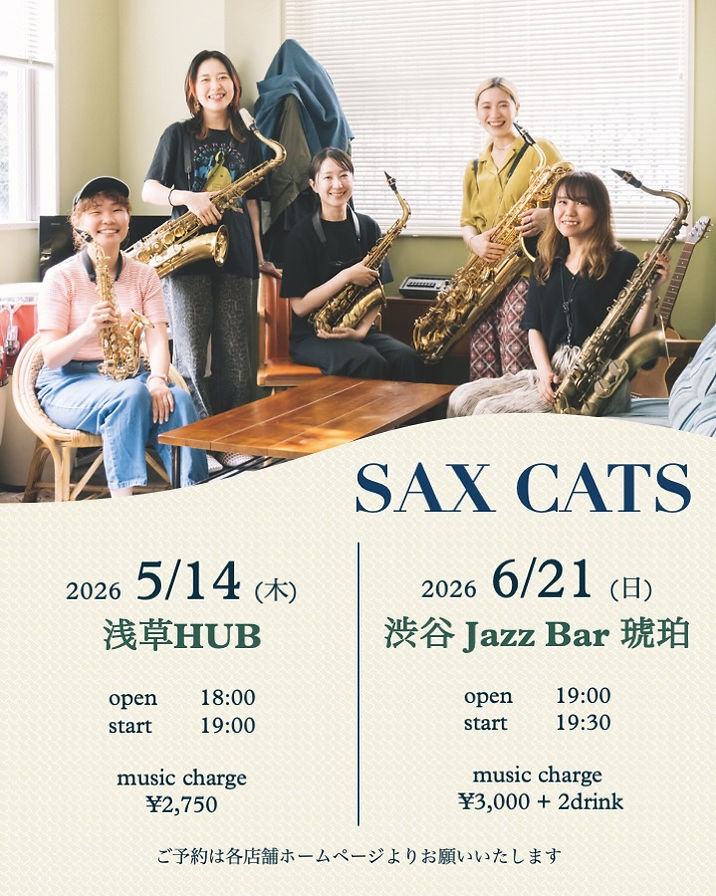 SAX CATS
2026 5/14 (木)
浅草HUB
open 18:00
start 19:00
music charge
¥2,750
2026 6/21 (日)
渋谷 Jazz Bar 琥珀
open 19:00
start 19:30
music charge
¥3,000 + 2drink
ご予約は各店舗ホームページよりお願いいたします